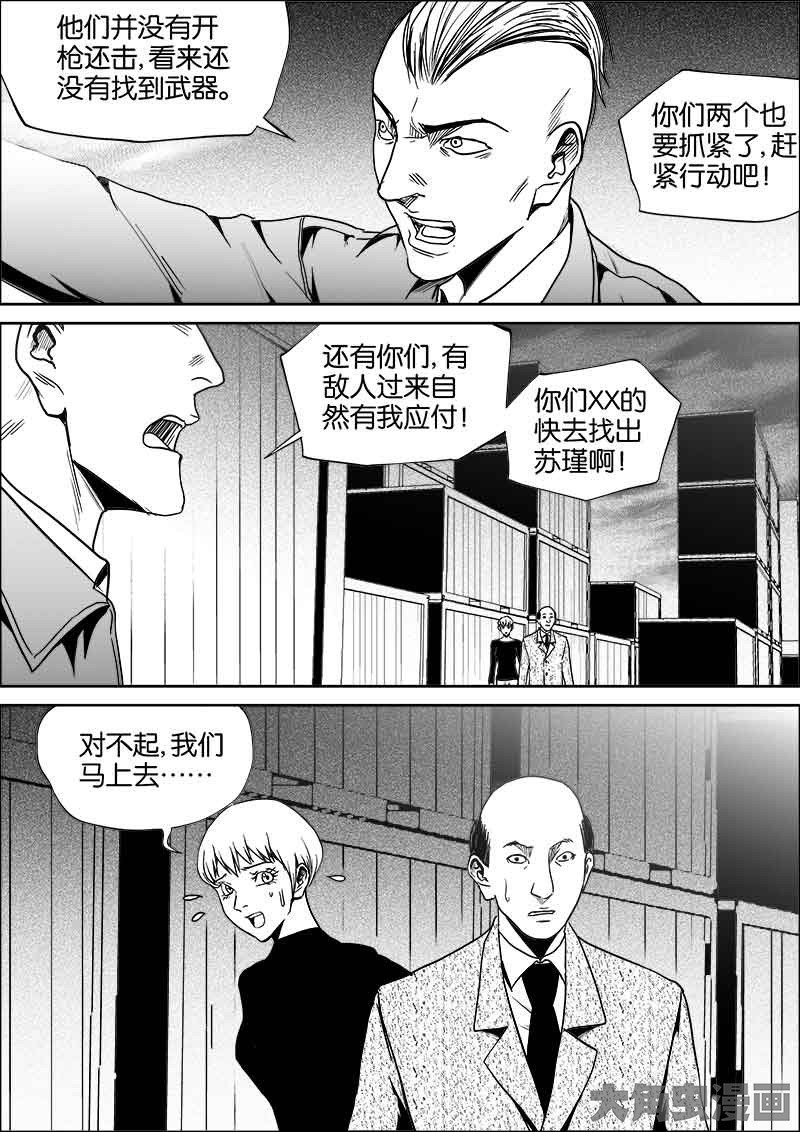 他们并没有开
枪还击,看来还
没有找到武器。
你们两个也
要抓紧了,赶
紧行动吧!
还有你们,有
敌人过来自
然有我应付!
你们XX的
快去找出
苏瑾啊!
对不起,我们
马上去……
大角虫漫画